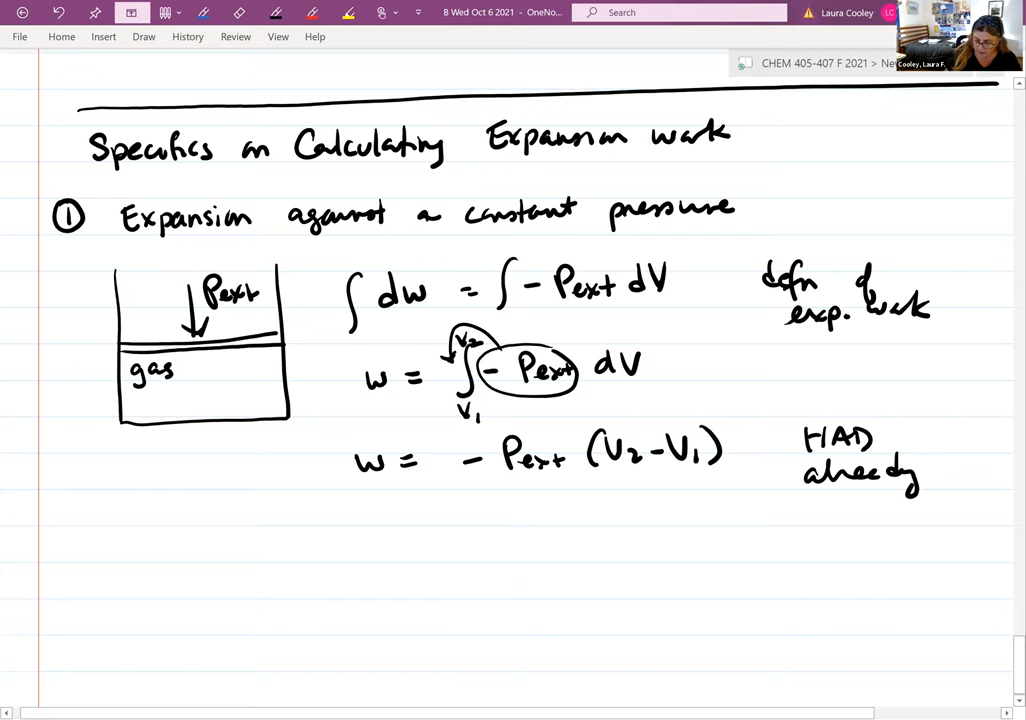 B Wed Oct 6 2021 - OneNo...
Search
Laura Cooley
LC
File Home Insert Draw History Review View Help
Cooley, Laura F.
CHEM 405-407 F 2021 > Ne
Specifics on Calculating Expansion work
① Expansion against a constant pressure
Pext
gas
∫ dw = ∫ - Pext dV
defn of
exp. work
w = ∫ - Pext dV
V2
V1
w = - Pext (V2 - V1)
HAD
already